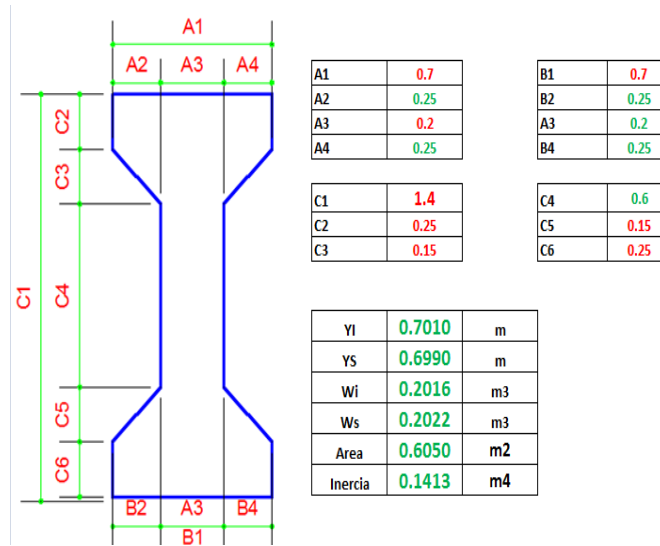 A1
A2 A3 A4
C2
C3
C1
C4
C5
C6
B2 A3 B4
B1
A1 0.7
A2 0.25
A3 0.2
A4 0.25
B1 0.7
B2 0.25
A3 0.2
B4 0.25
C1 1.4
C2 0.25
C3 0.15
C4 0.6
C5 0.15
C6 0.25
YI 0.7010 m
YS 0.6990 m
Wi 0.2016 m3
Ws 0.2022 m3
Area 0.6050 m2
Inercia 0.1413 m4